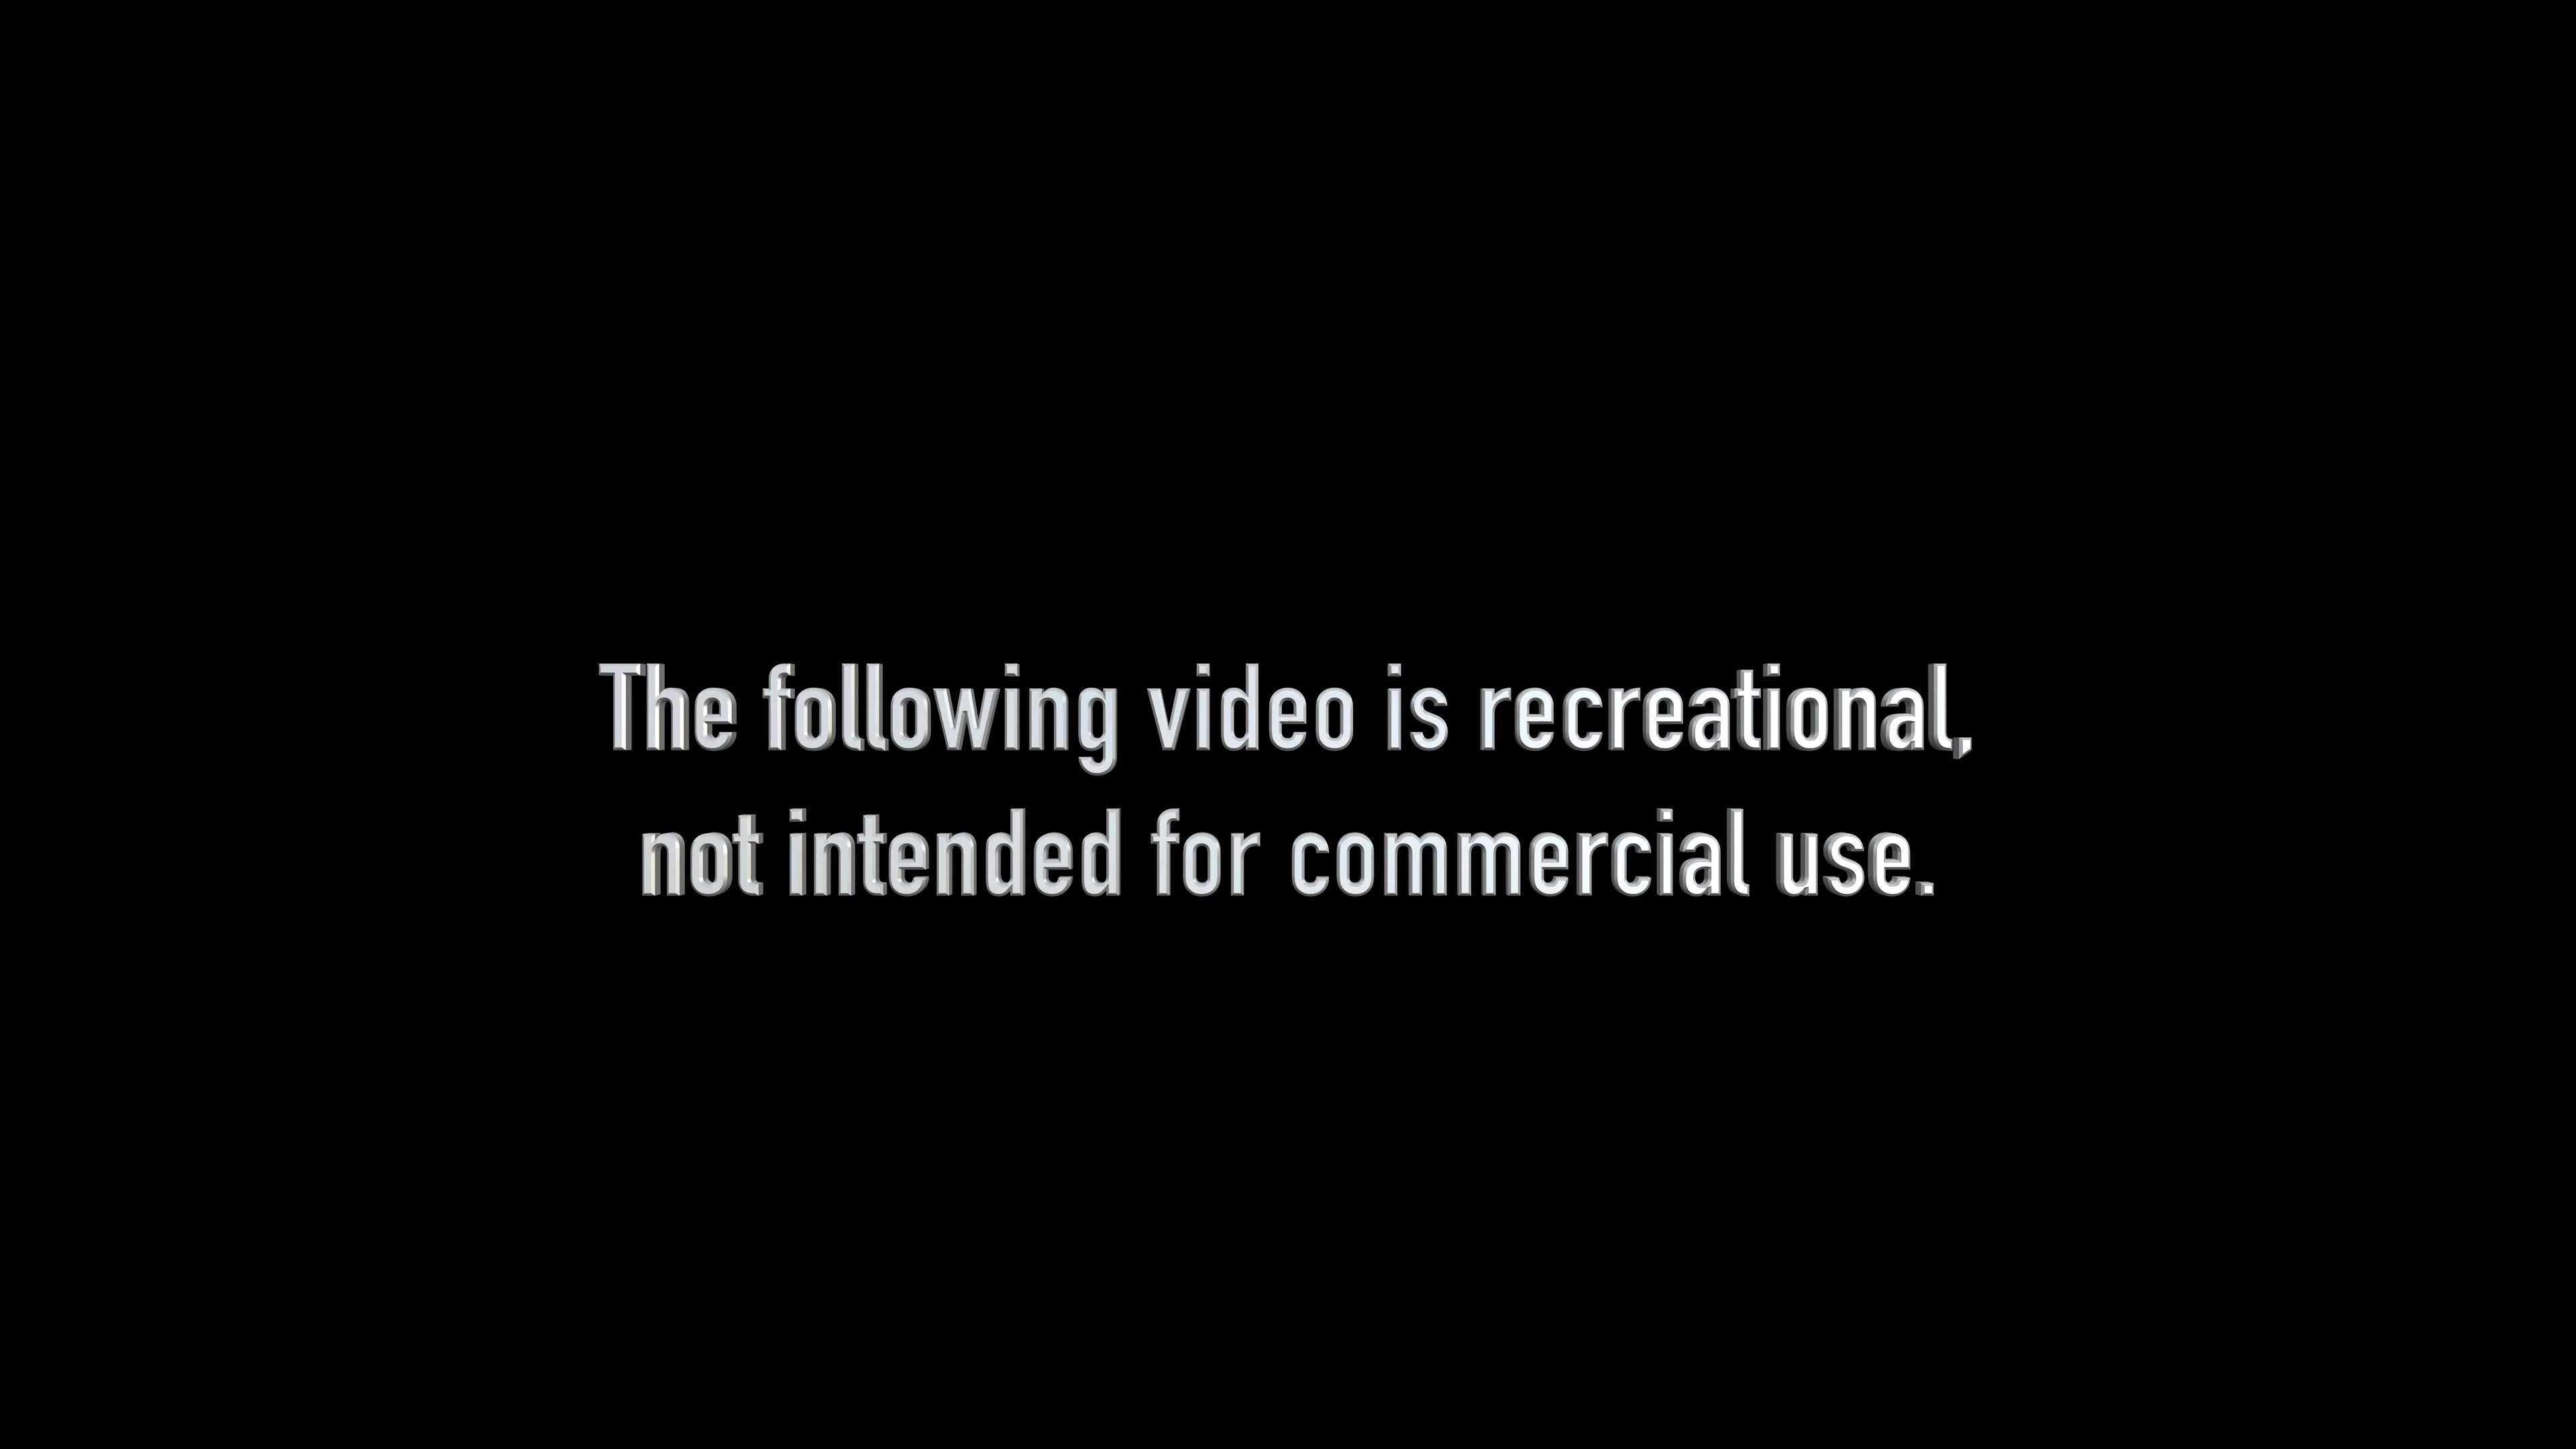 The following video is recreational,
not intended for commercial use.